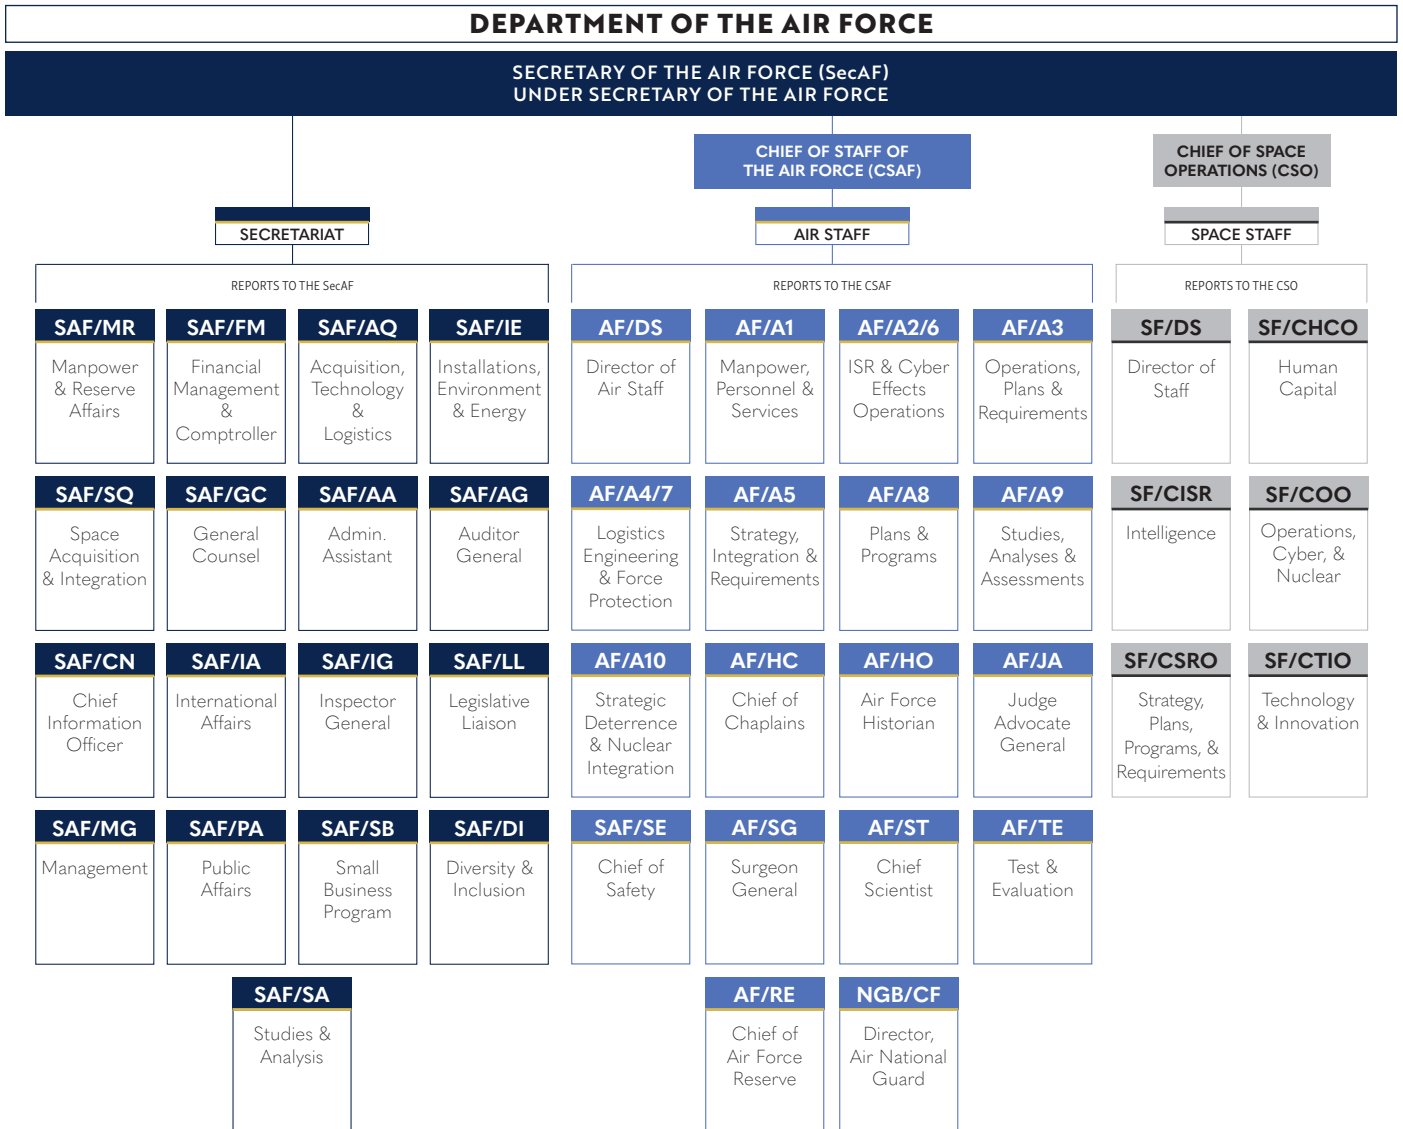 DEPARTMENT OF THE AIR FORCE
SECRETARY OF THE AIR FORCE (SecAF)
UNDER SECRETARY OF THE AIR FORCE
CHIEF OF STAFF OF
THE AIR FORCE (CSAF)
CHIEF OF SPACE
OPERATIONS (CSO)
SECRETARIAT
AIR STAFF
SPACE STAFF
REPORTS TO THE SecAF
REPORTS TO THE CSAF
REPORTS TO THE CSO
SAF/MR
Manpower
& Reserve
Affairs
SAF/FM
Financial
Management
&
Comptroller
SAF/AQ
Acquisition,
Technology
&
Logistics
SAF/IE
Installations,
Environment
& Energy
AF/DS
Director of
Air Staff
AF/A1
Manpower,
Personnel &
Services
AF/A2/6
ISR & Cyber
Effects
Operations
AF/A3
Operations,
Plans &
Requirements
SF/DS
Director of
Staff
SF/CHCO
Human
Capital
SAF/SQ
Space
Acquisition
& Integration
SAF/GC
General
Counsel
SAF/AA
Admin.
Assistant
SAF/AG
Auditor
General
AF/A4/7
Logistics
Engineering
& Force
Protection
AF/A5
Strategy,
Integration &
Requirements
AF/A8
Plans &
Programs
AF/A9
Studies,
Analyses &
Assessments
SF/CISR
Intelligence
SF/COO
Operations,
Cyber, &
Nuclear
SAF/CN
Chief
Information
Officer
SAF/IA
International
Affairs
SAF/IG
Inspector
General
SAF/LL
Legislative
Liaison
AF/A10
Strategic
Deterrence
& Nuclear
Integration
AF/HC
Chief of
Chaplains
AF/HO
Air Force
Historian
AF/JA
Judge
Advocate
General
SF/CSRO
Strategy,
Plans,
Programs, &
Requirements
SF/CTIO
Technology
& Innovation
SAF/MG
Management
SAF/PA
Public
Affairs
SAF/SB
Small
Business
Program
SAF/DI
Diversity &
Inclusion
SAF/SE
Chief of
Safety
AF/SG
Surgeon
General
AF/ST
Chief
Scientist
AF/TE
Test &
Evaluation
SAF/SA
Studies &
Analysis
AF/RE
Chief of
Air Force
Reserve
NGB/CF
Director,
Air National
Guard